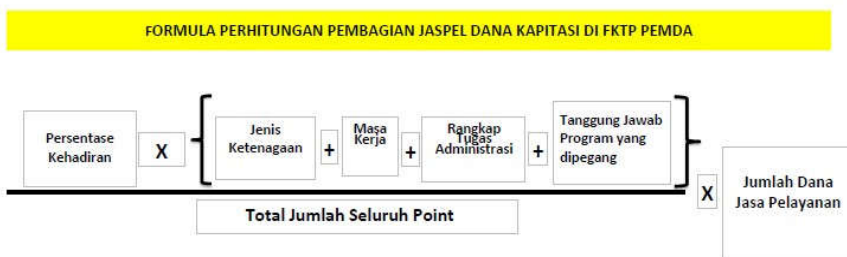 FORMULA PERHITUNGAN PEMBAGIAN JASPEL DANA KAPITASI DI FKTP PEMDA
Persentase
Kehadiran
X
{
Jenis
Ketenagaan
+
Masa
Kerja
+
Rangkap
Tugas
Administrasi
+
Tanggung Jawab
Program yang
dipegang
}
Total Jumlah Seluruh Point
X
Jumlah Dana
Jasa Pelayanan